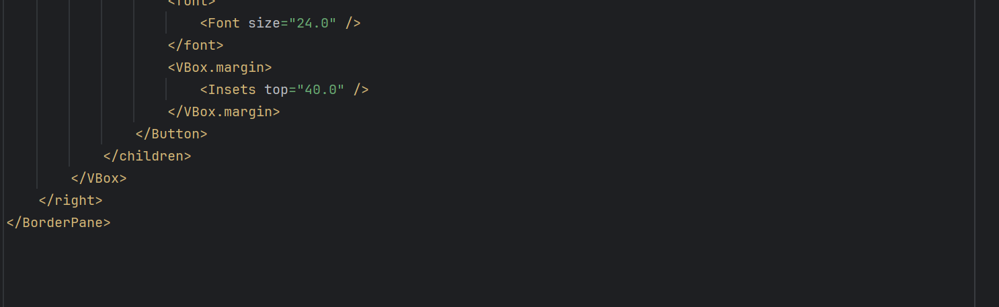 <font>
<Font size="24.0" />
</font>
<VBox.margin>
<Insets top="40.0" />
</VBox.margin>
</Button>
</children>
</VBox>
</right>
</BorderPane>